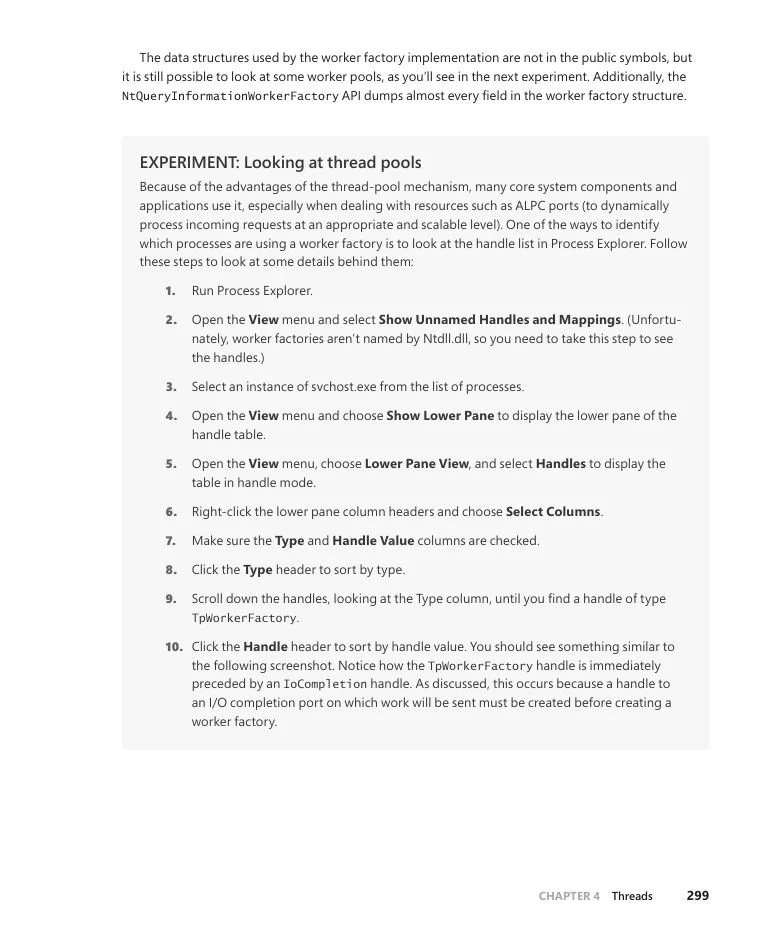 The data structures used by the worker factory implementation are not in the public symbols, but
it is still possible to look at some worker pools, as you’ll see in the next experiment. Additionally, the
NtQueryInformationWorkerFactory API dumps almost every field in the worker factory structure.
EXPERIMENT: Looking at thread pools
Because of the advantages of the thread-pool mechanism, many core system components and
applications use it, especially when dealing with resources such as ALPC ports (to dynamically
process incoming requests at an appropriate and scalable level). One of the ways to identify
which processes are using a worker factory is to look at the handle list in Process Explorer. Follow
these steps to look at some details behind them:
1. Run Process Explorer.
2. Open the View menu and select Show Unnamed Handles and Mappings. (Unfortu-
nately, worker factories aren’t named by Ntdll.dll, so you need to take this step to see
the handles.)
3. Select an instance of svchost.exe from the list of processes.
4. Open the View menu and choose Show Lower Pane to display the lower pane of the
handle table.
5. Open the View menu, choose Lower Pane View, and select Handles to display the
table in handle mode.
6. Right-click the lower pane column headers and choose Select Columns.
7. Make sure the Type and Handle Value columns are checked.
8. Click the Type header to sort by type.
9. Scroll down the handles, looking at the Type column, until you find a handle of type
TpWorkerFactory.
10. Click the Handle header to sort by handle value. You should see something similar to
the following screenshot. Notice how the TpWorkerFactory handle is immediately
preceded by an IoCompletion handle. As discussed, this occurs because a handle to
an I/O completion port on which work will be sent must be created before creating a
worker factory.
CHAPTER 4 Threads 299